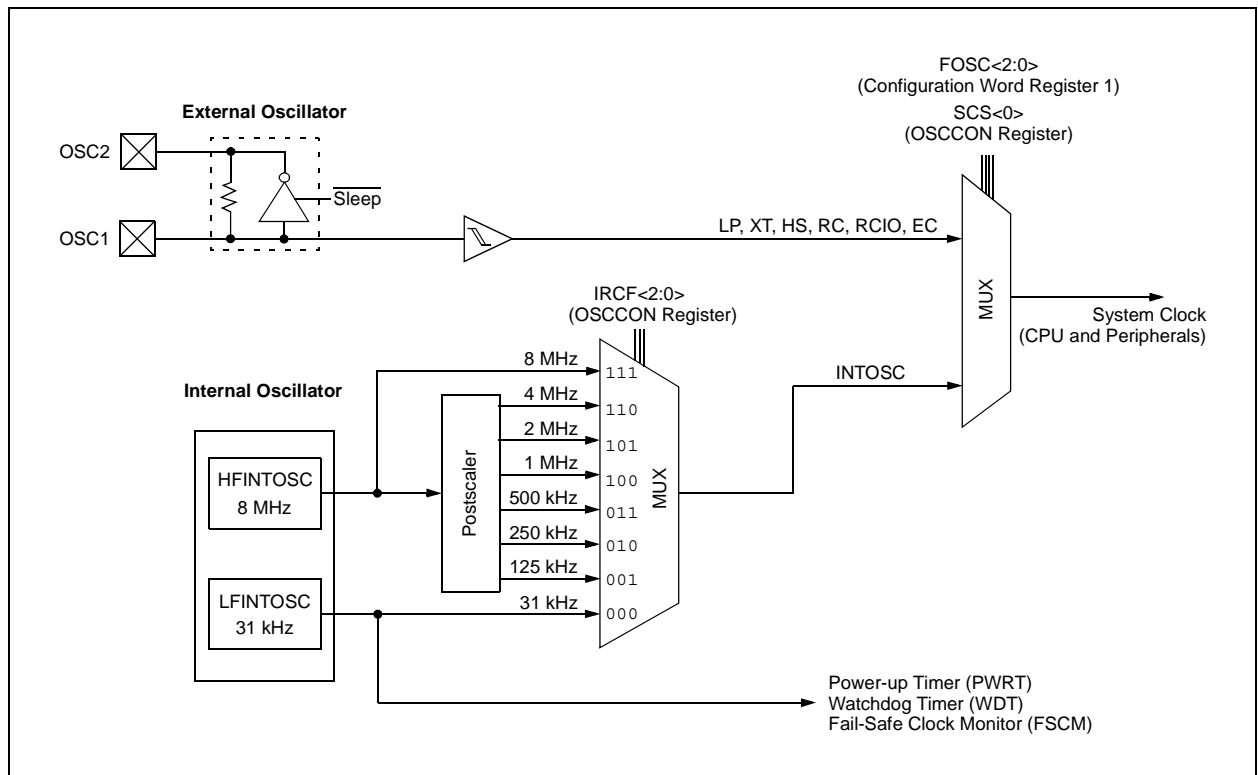 FOSC<2:0>
(Configuration Word Register 1)
SCS<0>
(OSCCON Register)
External Oscillator
OSC2
Sleep
OSC1
LP, XT, HS, RC, RCIO, EC
MUX
System Clock
(CPU and Peripherals)
IRCF<2:0>
(OSCCON Register)
INTOSC
Internal Oscillator
HFINTOSC
8 MHz
LFINTOSC
31 kHz
Postscaler
8 MHz
111
4 MHz
110
2 MHz
101
1 MHz
100
500 kHz
011
250 kHz
010
125 kHz
001
31 kHz
000
MUX
Power-up Timer (PWRT)
Watchdog Timer (WDT)
Fail-Safe Clock Monitor (FSCM)